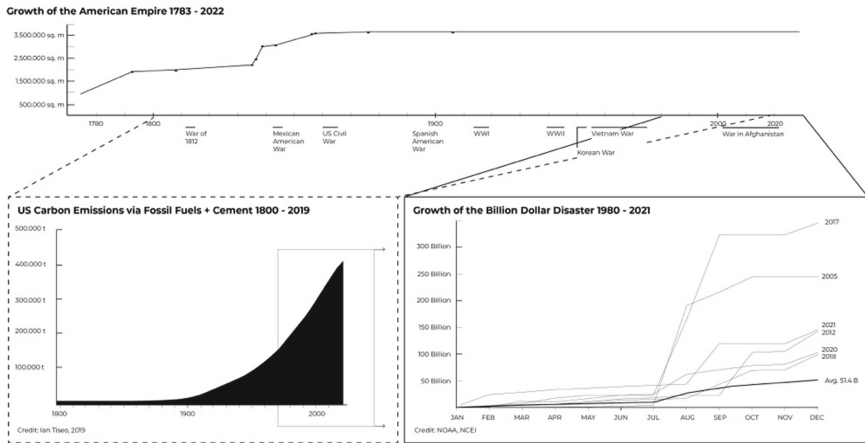 Growth of the American Empire 1783 - 2022
3.500.000 sq. m
2.500.000 sq. m
1.500.000 sq. m
500.000 sq. m
1780
1800
1900
2000
2020
War of
1812
Mexican
American
War
US Civil
War
Spanish
American
War
WWI
WWII
Vietnam War
Korean War
War in Afghanistan
US Carbon Emissions via Fossil Fuels + Cement 1800 - 2019
500.000 t
400.000 t
300.000 t
200.000 t
100.000 t
1800
1900
2000
Credit: Ian Tiseo, 2019
Growth of the Billion Dollar Disaster 1980 - 2021
300 Billion
250 Billion
200 Billion
150 Billion
100 Billion
50 Billion
2017
2005
2021
2012
2020
2018
Avg. 51.4 B
JAN FEB MAR APR MAY JUN JUL AUG SEP OCT NOV DEC
Credit: NOAA, NCEI